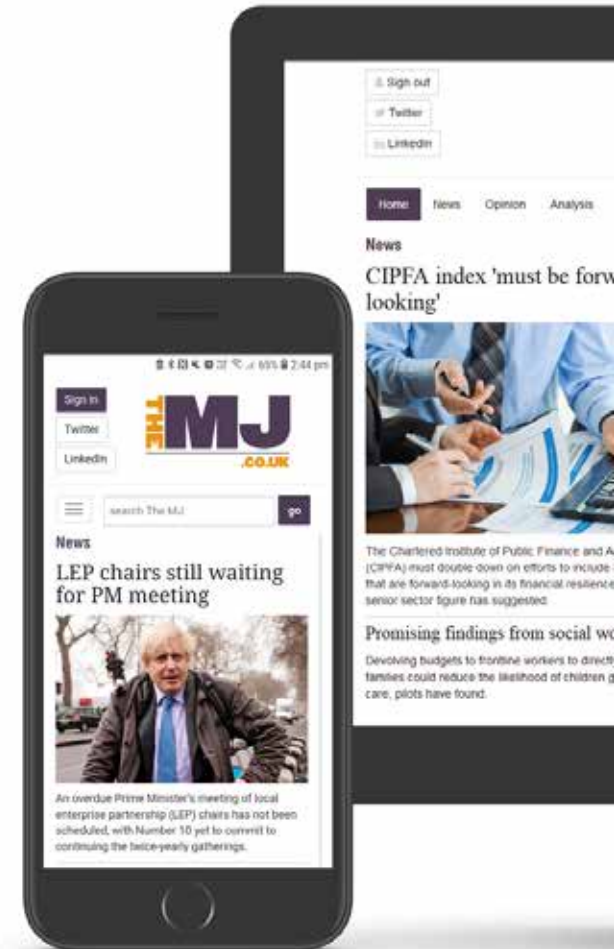 Sign out
Twitter
LinkedIn
Home News Opinion Analysis
News
CIPFA index 'must be forw
looking'
The Chartered Institute of Public Finance and A
(CIPFA) must double down on efforts to include
that are forward-looking in its financial resilience
senior sector figure has suggested.
Promising findings from social wo
Devolving budgets to frontline workers to directl
families could reduce the likelihood of children g
care, pilots have found.
65% 2:44 pm
Sign in
Twitter
LinkedIn
THE MJ
.CO.UK
search The MJ go
News
LEP chairs still waiting
for PM meeting
An overdue Prime Minister's meeting of local
enterprise partnership (LEP) chairs has not been
scheduled, with Number 10 yet to commit to
continuing the twice-yearly gatherings.